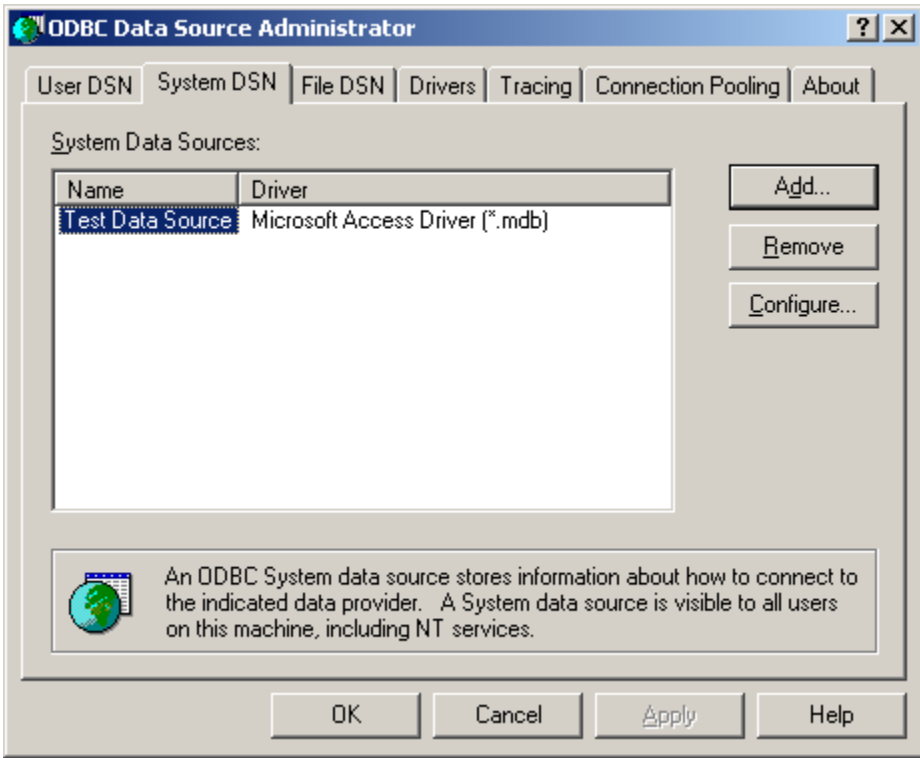 ODBC Data Source Administrator
User DSN System DSN File DSN Drivers Tracing Connection Pooling About
System Data Sources:
Name Driver
Test Data Source Microsoft Access Driver (*.mdb)
Add...
Remove
Configure...
An ODBC System data source stores information about how to connect to
the indicated data provider. A System data source is visible to all users
on this machine, including NT services.
OK Cancel Apply Help